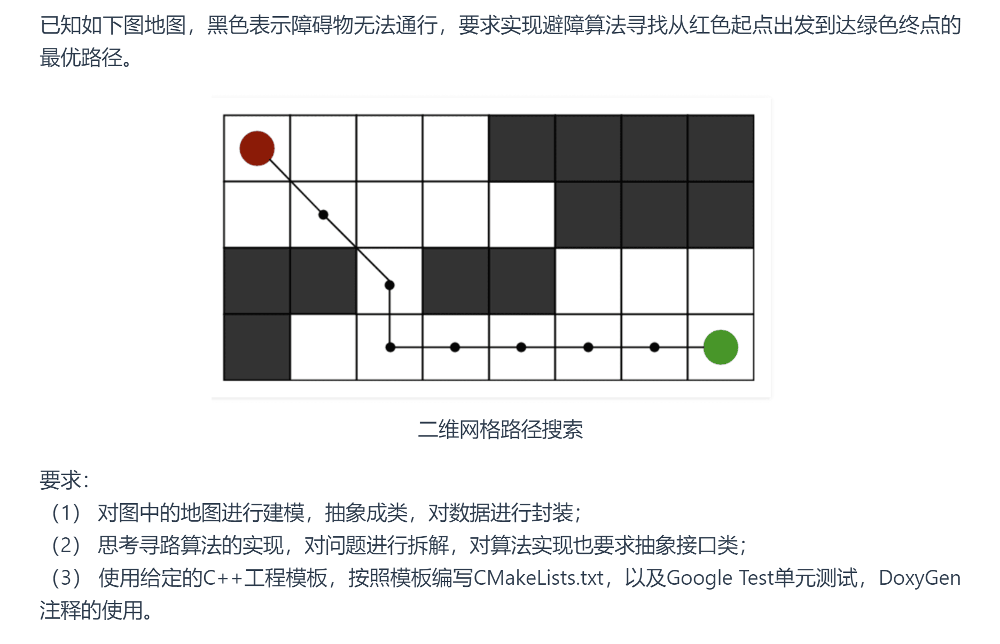 已知如下图地图，黑色表示障碍物无法通行，要求实现避障算法寻找从红色起点出发到达绿色终点的
最优路径。
二维网格路径搜索
要求：
（1） 对图中的地图进行建模，抽象成类，对数据进行封装；
（2） 思考寻路算法的实现，对问题进行拆解，对算法实现也要求抽象接口类；
（3） 使用给定的C++工程模板，按照模板编写CMakeLists.txt，以及Google Test单元测试，DoxyGen
注释的使用。